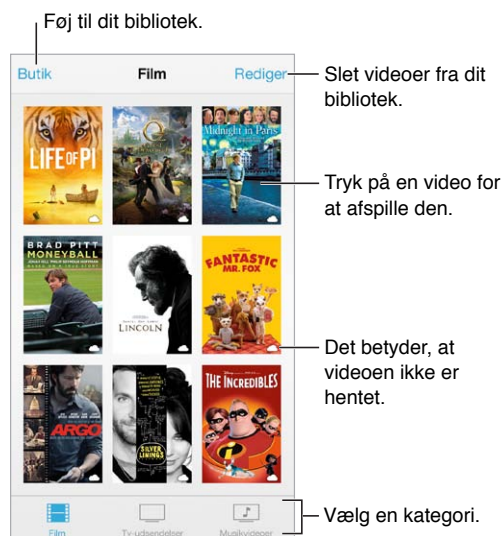 Føj til dit bibliotek.
Butik Film Rediger
Slet videoer fra dit
bibliotek.
LIFE OF PI
Midnight in Paris
Tryk på en video for
at afspille den.
BRAD PITT
MONEYBALL
LINCOLN
FANTASTIC
MR. FOX
Det betyder, at
videoen ikke er
hentet.
ARGO
SILVER
LININGS
THE INCREDIBLES
Vælg en kategori.
Film Tv-udsendelser Musikvideoer